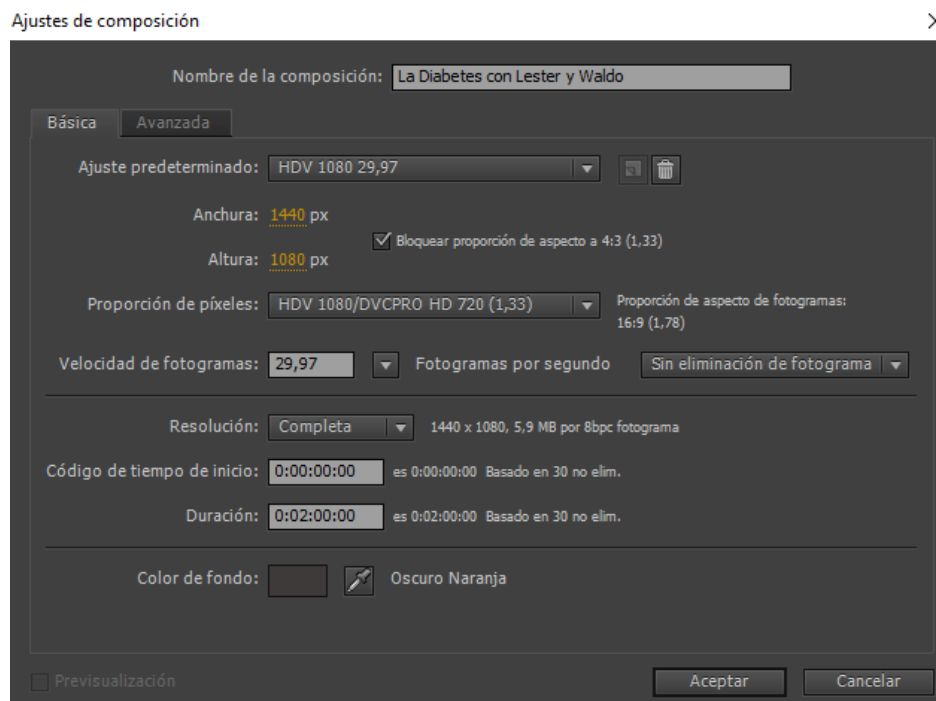 Ajustes de composición
Nombre de la composición: La Diabetes con Lester y Waldo
Básica Avanzada
Ajuste predeterminado: HDV 1080 29,97
Anchura: 1440 px
Bloquear proporción de aspecto a 4:3 (1,33)
Altura: 1080 px
Proporción de píxeles: HDV 1080/DVCPRO HD 720 (1,33) Proporción de aspecto de fotogramas:
16:9 (1,78)
Velocidad de fotogramas: 29,97 Fotogramas por segundo Sin eliminación de fotograma
Resolución: Completa 1440 x 1080, 5,9 MB por 8bpc fotograma
Código de tiempo de inicio: 0:00:00:00 es 0:00:00:00 Basado en 30 no elim.
Duración: 0:02:00:00 es 0:02:00:00 Basado en 30 no elim.
Color de fondo: Oscuro Naranja
Previsualización Aceptar Cancelar